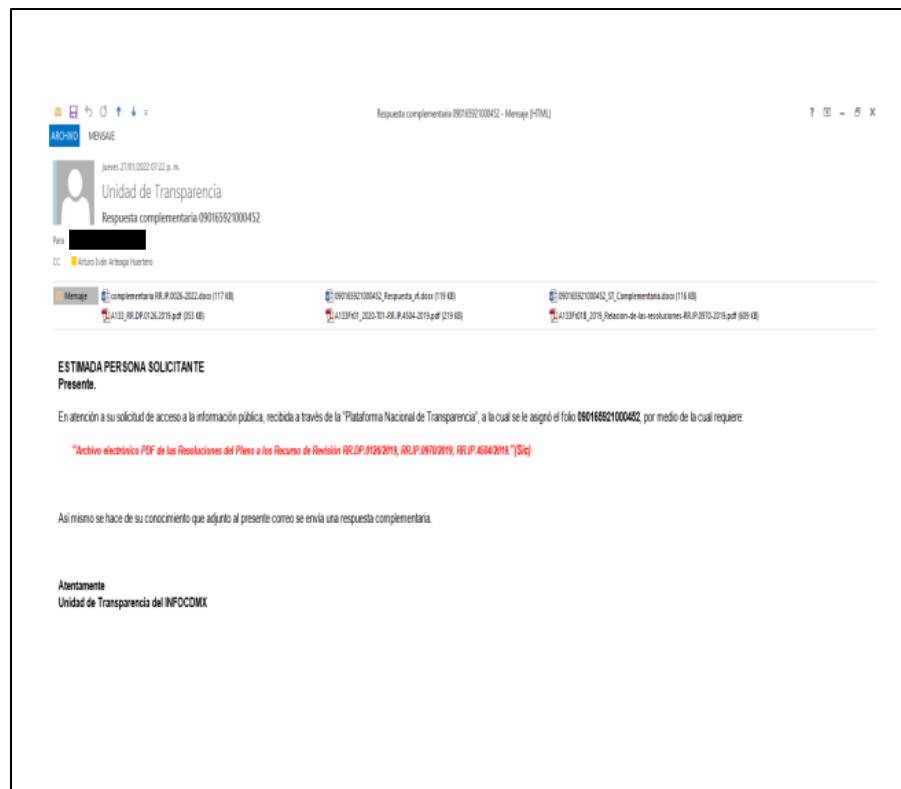 Respuesta complementaria 090165921000452 - Mensaje (HTML)
ARCHIVO MENSAJE
jueves 27/01/2022 07:22 p. m.
Unidad de Transparencia
Respuesta complementaria 090165921000452
Para
CC Arturo Iván Arteaga Huertero
Mensaje complementaria RR.IP.0026-2022.docx (117 KB) 090165921000452_Respuesta_vf.docx (119 KB) 090165921000452_ST_Complementaria.docx (116 KB)
A133_RR.DP.0126.2019.pdf (353 KB) A133Fr01_2020-T01-RR.IP.4504-2019.pdf (219 KB) A133Fr01B_2019_Relacion-de-las-resoluciones-RR.IP.0970-2019.pdf (609 KB)
ESTIMADA PERSONA SOLICITANTE
Presente.
En atención a su solicitud de acceso a la información pública, recibida a través de la "Plataforma Nacional de Transparencia", a la cual se le asignó el folio 090165921000452, por medio de la cual requiere:
"Archivo electrónico PDF de las Resoluciones del Pleno a los Recurso de Revisión RR.DP.0126/2019, RR.IP.0970/2019, RR.IP.4504/2019."(Sic)
Así mismo se hace de su conocimiento que adjunto al presente correo se envía una respuesta complementaria.
Atentamente
Unidad de Transparencia del INFOCDMX